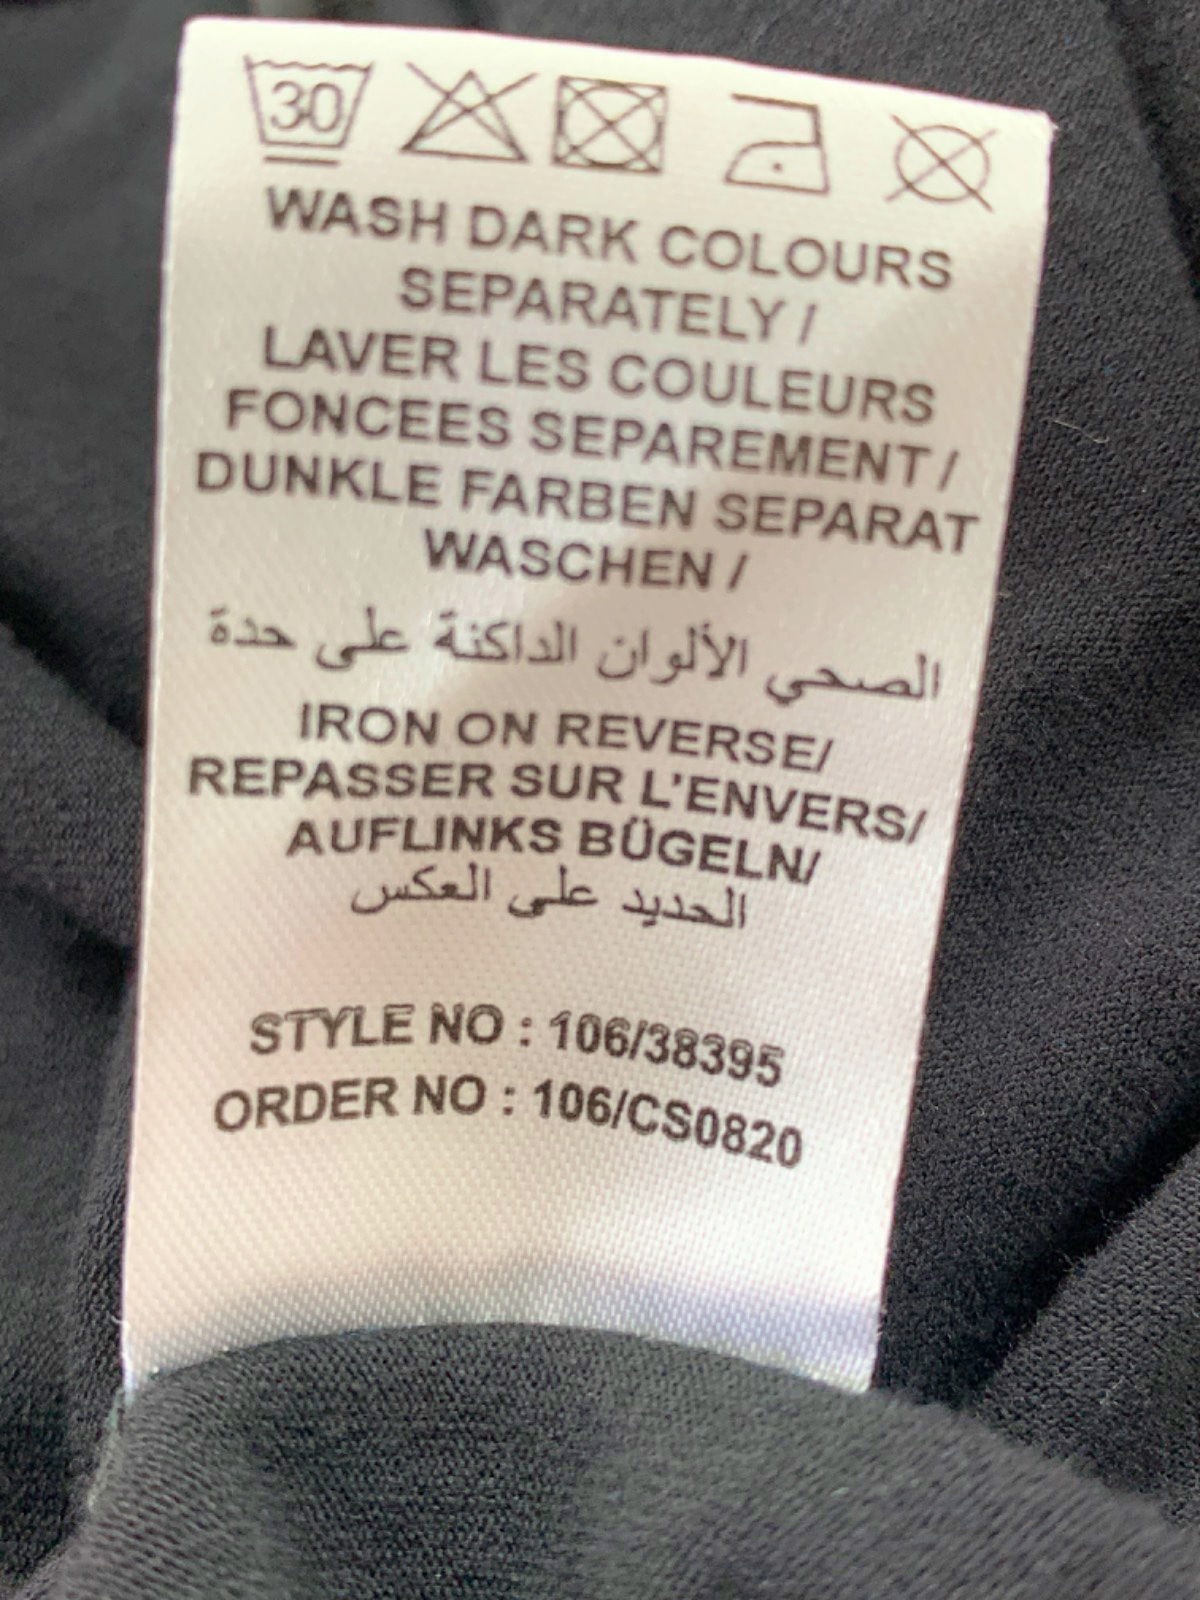 30
WASH DARK COLOURS
SEPARATELY /
LAVER LES COULEURS
FONCEES SEPAREMENT /
DUNKLE FARBEN SEPARAT
WASCHEN /
الصحي الألوان الداكنة على حدة
IRON ON REVERSE/
REPASSER SUR L'ENVERS/
AUFLINKS BÜGELN/
الحديد على العكس
STYLE NO : 106/38395
ORDER NO : 106/CS0820